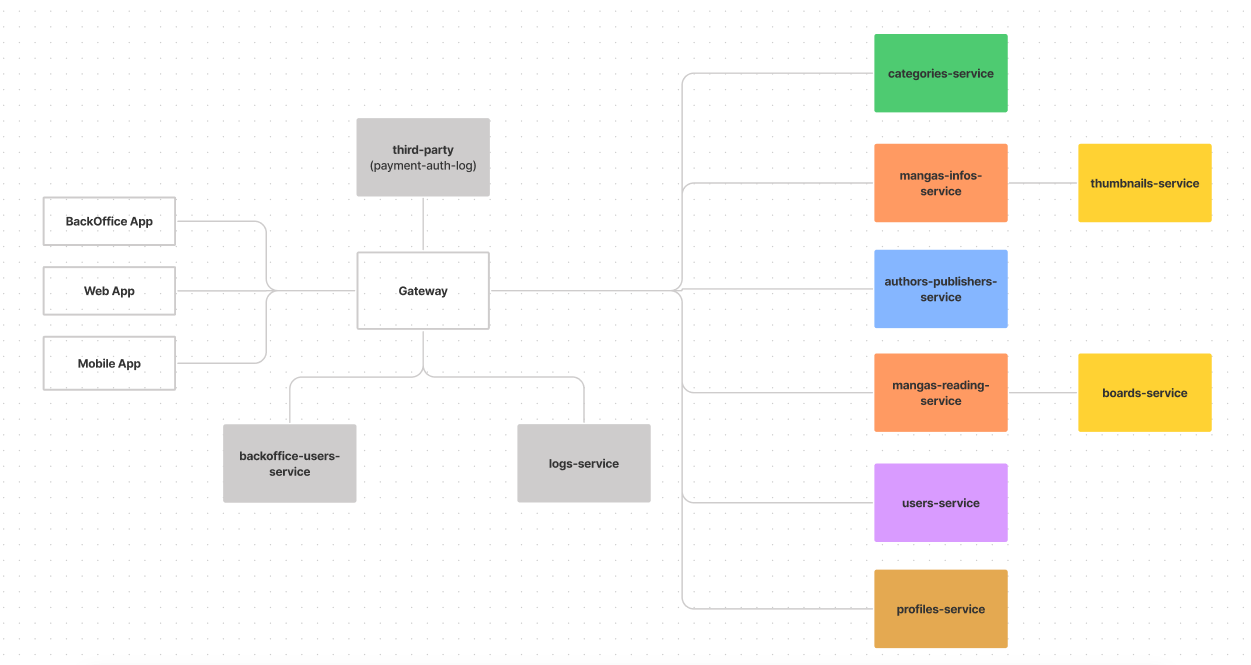 categories-service
third-party
(payment-auth-log)
mangas-infos-
service
thumbnails-service
BackOffice App
Web App
Gateway
authors-publishers-
service
Mobile App
mangas-reading-
service
boards-service
backoffice-users-
service
logs-service
users-service
profiles-service